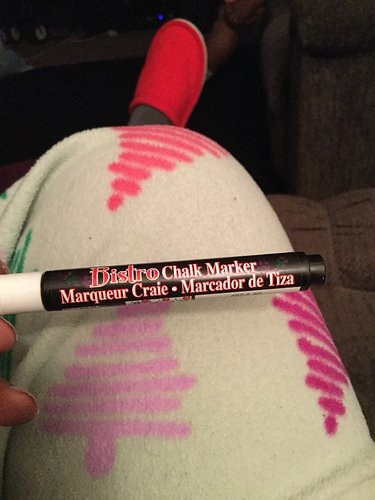 Bistro Chalk Marker
Marqueur Craie • Marcador de Tiza